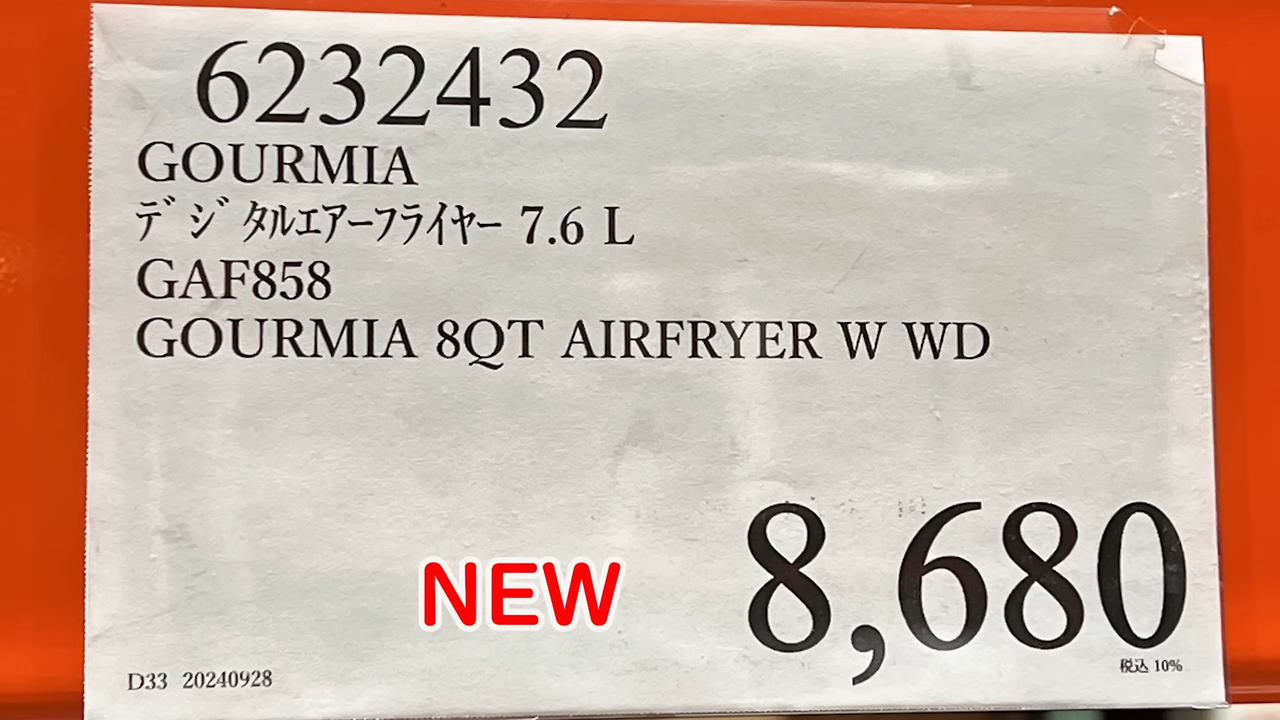 6232432
GOURMIA
ﾃﾞｼﾞﾀﾙｴｱｰﾌﾗｲﾔｰ 7.6 L
GAF858
GOURMIA 8QT AIRFRYER W WD
NEW
8,680
税込 10%
D33 20240928